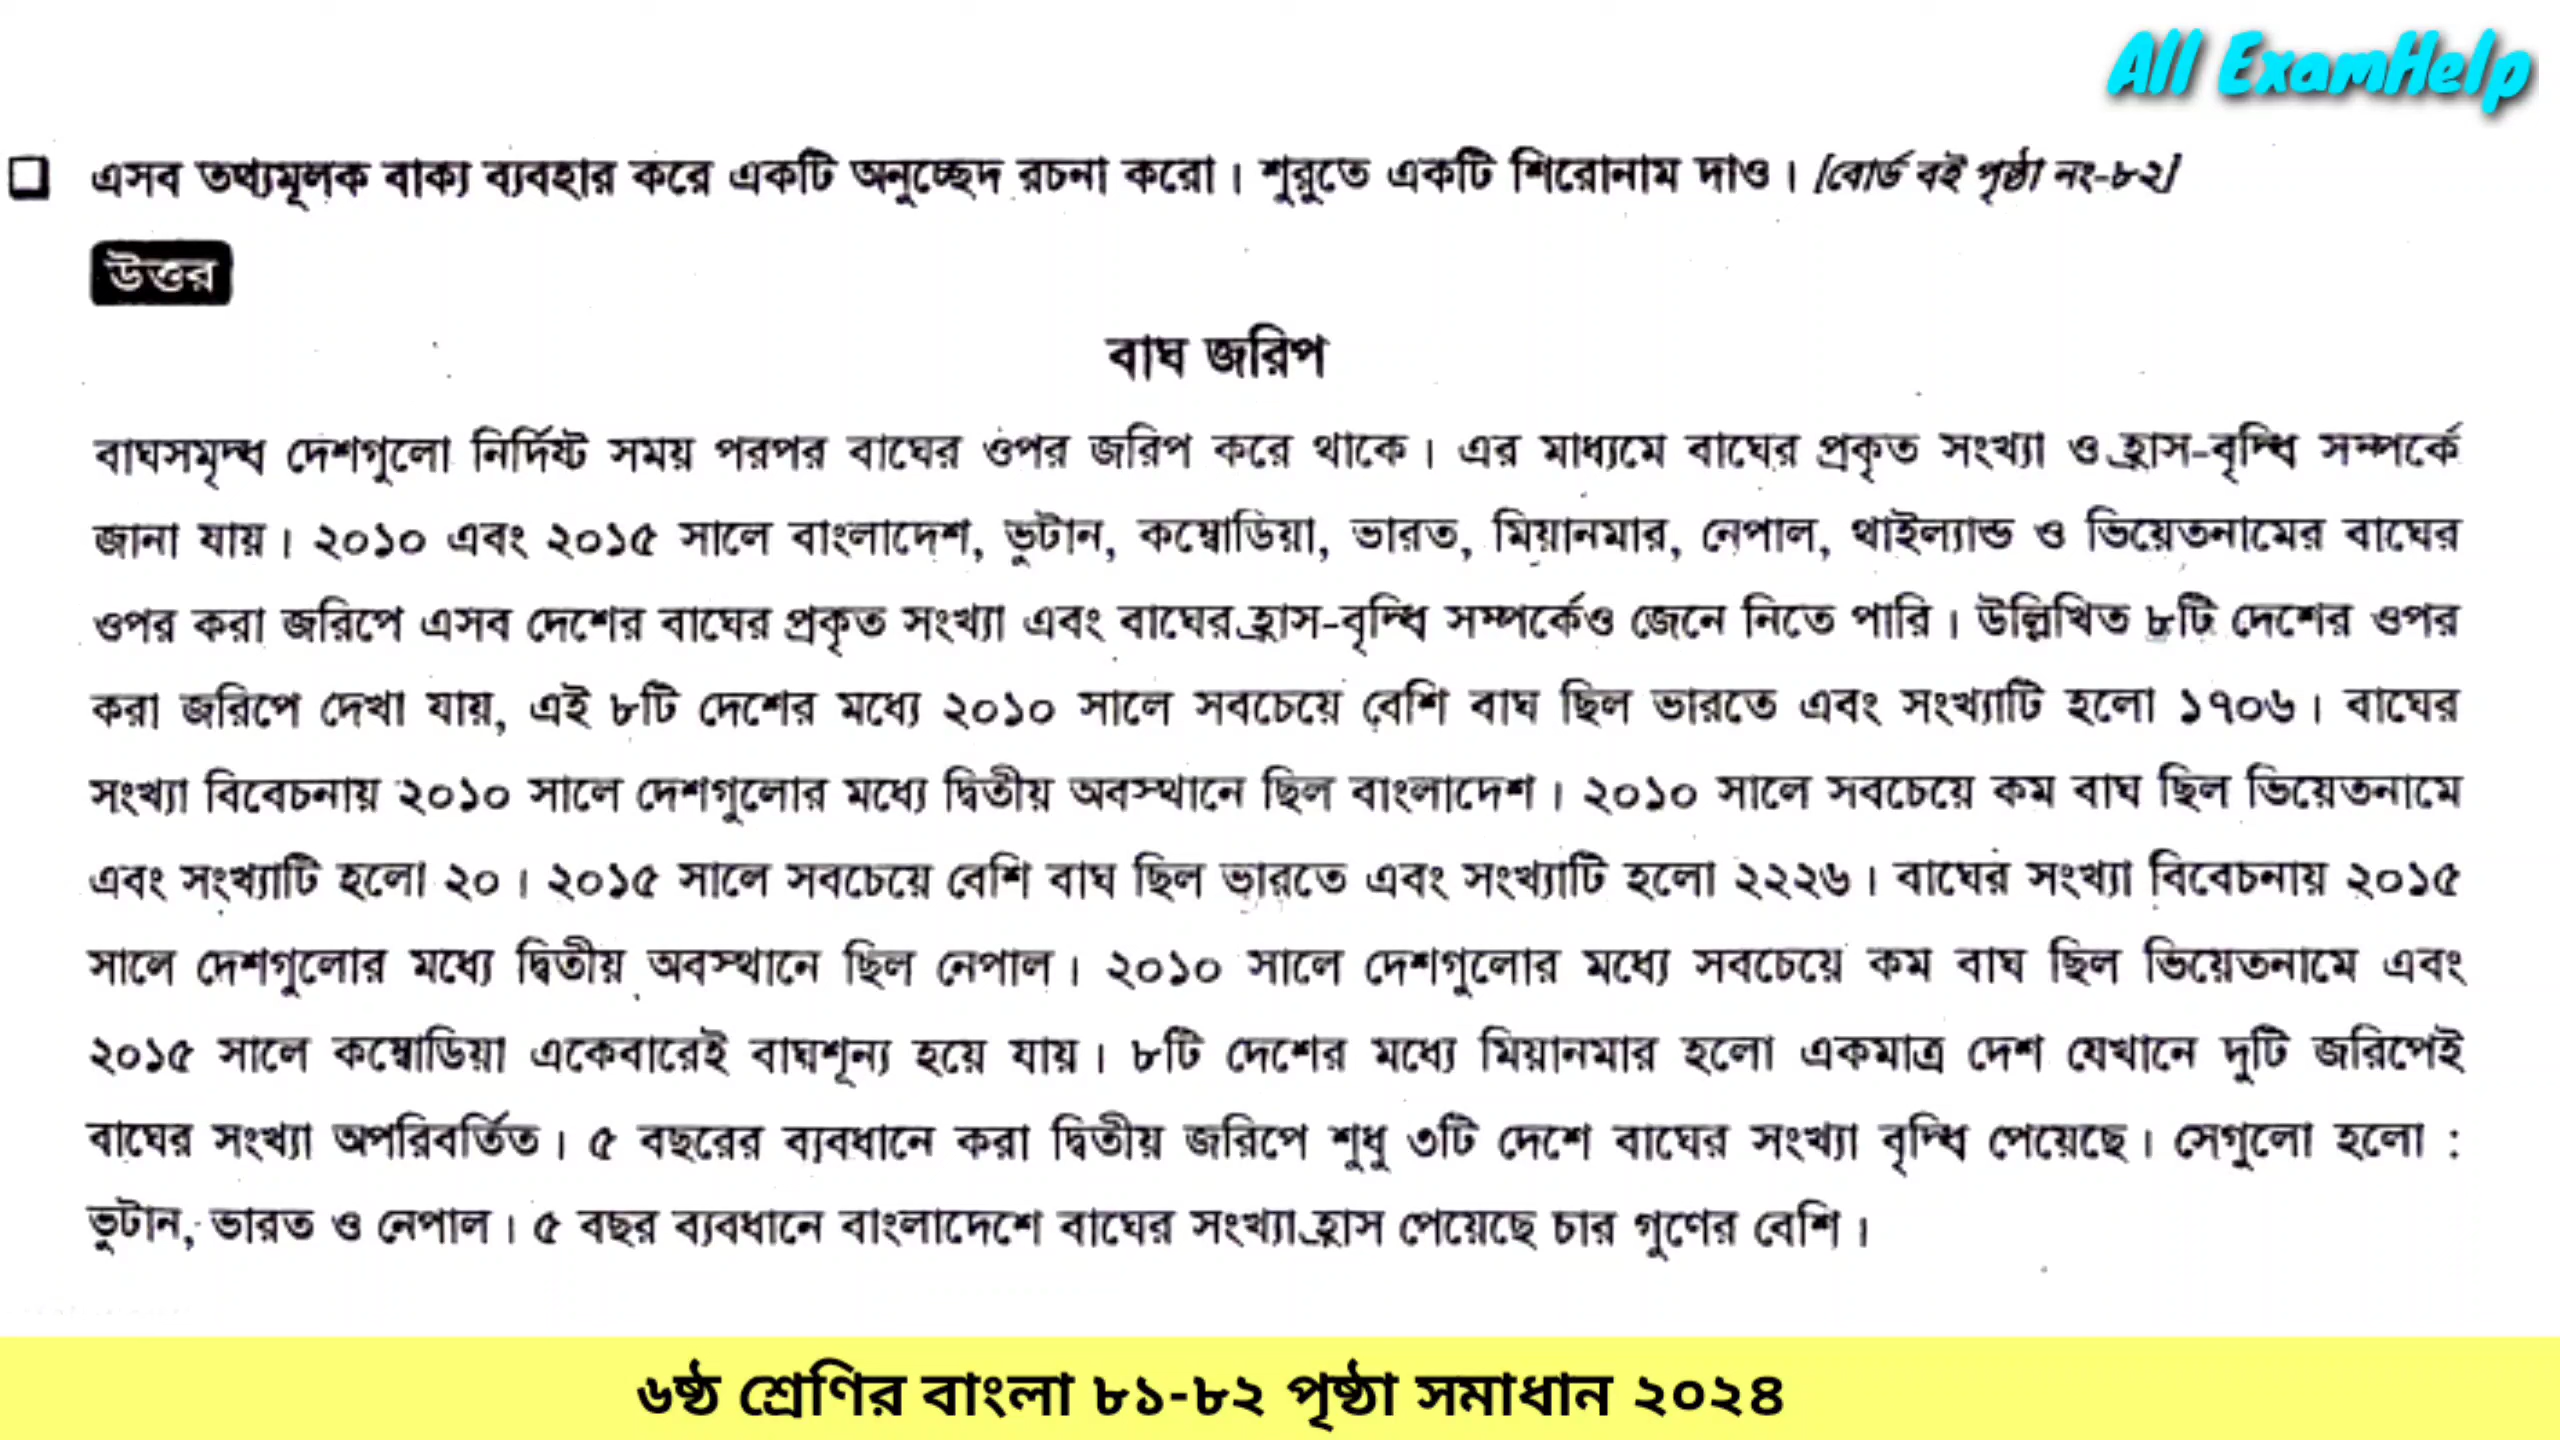 All ExamHelp
❑ এসব তথ্যমূলক বাক্য ব্যবহার করে একটি অনুচ্ছেদ রচনা করো। শুরুতে একটি শিরোনাম দাও। [বোর্ড বই পৃষ্ঠা নং-৮২]
উত্তর
বাঘ জরিপ
বাঘসমৃদ্ধ দেশগুলো নির্দিষ্ট সময় পরপর বাঘের ওপর জরিপ করে থাকে। এর মাধ্যমে বাঘের প্রকৃত সংখ্যা ও হ্রাস-বৃদ্ধি সম্পর্কে
জানা যায়। ২০১০ এবং ২০১৫ সালে বাংলাদেশ, ভুটান, কম্বোডিয়া, ভারত, মিয়ানমার, নেপাল, থাইল্যান্ড ও ভিয়েতনামের বাঘের
ওপর করা জরিপে এসব দেশের বাঘের প্রকৃত সংখ্যা এবং বাঘের হ্রাস-বৃদ্ধি সম্পর্কেও জেনে নিতে পারি। উল্লিখিত ৮টি দেশের ওপর
করা জরিপে দেখা যায়, এই ৮টি দেশের মধ্যে ২০১০ সালে সবচেয়ে বেশি বাঘ ছিল ভারতে এবং সংখ্যাটি হলো ১৭০৬। বাঘের
সংখ্যা বিবেচনায় ২০১০ সালে দেশগুলোর মধ্যে দ্বিতীয় অবস্থানে ছিল বাংলাদেশ। ২০১০ সালে সবচেয়ে কম বাঘ ছিল ভিয়েতনামে
এবং সংখ্যাটি হলো ২০। ২০১৫ সালে সবচেয়ে বেশি বাঘ ছিল ভারতে এবং সংখ্যাটি হলো ২২২৬। বাঘের সংখ্যা বিবেচনায় ২০১৫
সালে দেশগুলোর মধ্যে দ্বিতীয় অবস্থানে ছিল নেপাল। ২০১০ সালে দেশগুলোর মধ্যে সবচেয়ে কম বাঘ ছিল ভিয়েতনামে এবং
২০১৫ সালে কম্বোডিয়া একেবারেই বাঘশূন্য হয়ে যায়। ৮টি দেশের মধ্যে মিয়ানমার হলো একমাত্র দেশ যেখানে দুটি জরিপেই
বাঘের সংখ্যা অপরিবর্তিত। ৫ বছরের ব্যবধানে করা দ্বিতীয় জরিপে শুধু ৩টি দেশে বাঘের সংখ্যা বৃদ্ধি পেয়েছে। সেগুলো হলো :
ভুটান, ভারত ও নেপাল। ৫ বছর ব্যবধানে বাংলাদেশে বাঘের সংখ্যা হ্রাস পেয়েছে চার গুণের বেশি।
৬ষ্ঠ শ্রেণির বাংলা ৮১-৮২ পৃষ্ঠা সমাধান ২০২৪